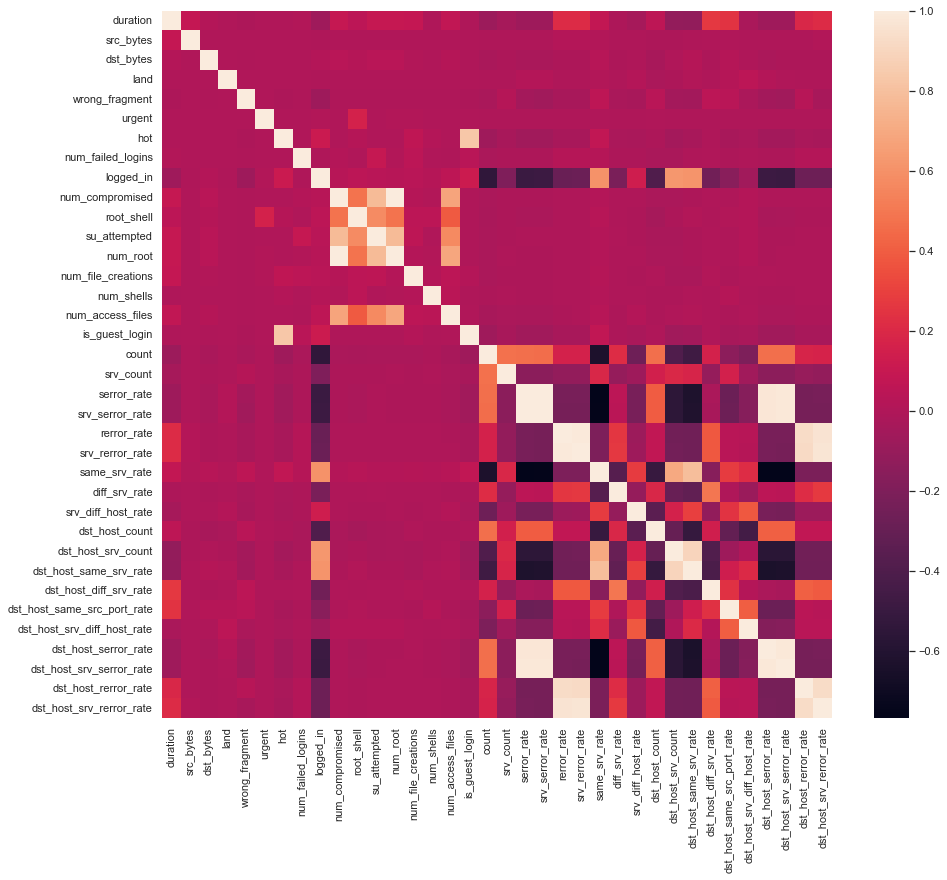 duration
src_bytes
dst_bytes
land
wrong_fragment
urgent
hot
num_failed_logins
logged_in
num_compromised
root_shell
su_attempted
num_root
num_file_creations
num_shells
num_access_files
is_guest_login
count
srv_count
serror_rate
srv_serror_rate
rerror_rate
srv_rerror_rate
same_srv_rate
diff_srv_rate
srv_diff_host_rate
dst_host_count
dst_host_srv_count
dst_host_same_srv_rate
dst_host_diff_srv_rate
dst_host_same_src_port_rate
dst_host_srv_diff_host_rate
dst_host_serror_rate
dst_host_srv_serror_rate
dst_host_rerror_rate
dst_host_srv_rerror_rate
duration
src_bytes
dst_bytes
land
wrong_fragment
urgent
hot
num_failed_logins
logged_in
num_compromised
root_shell
su_attempted
num_root
num_file_creations
num_shells
num_access_files
is_guest_login
count
srv_count
serror_rate
srv_serror_rate
rerror_rate
srv_rerror_rate
same_srv_rate
diff_srv_rate
srv_diff_host_rate
dst_host_count
dst_host_srv_count
dst_host_same_srv_rate
dst_host_diff_srv_rate
dst_host_same_src_port_rate
dst_host_srv_diff_host_rate
dst_host_serror_rate
dst_host_srv_serror_rate
dst_host_rerror_rate
dst_host_srv_rerror_rate
1.0
0.8
0.6
0.4
0.2
0.0
−0.2
−0.4
−0.6